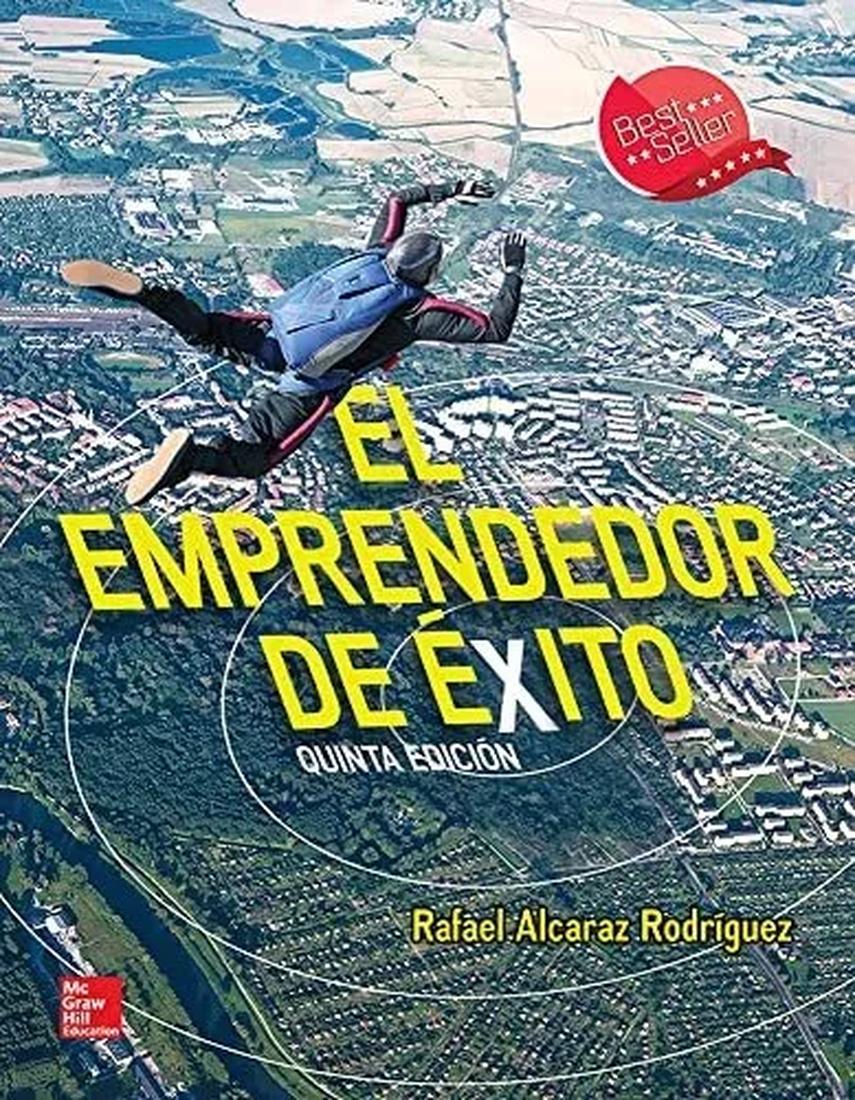 Best
Seller
EL
EMPRENDEDOR
DE ÉXITO
QUINTA EDICIÓN
Rafael Alcaraz Rodríguez
Mc
Graw
Hill
Education